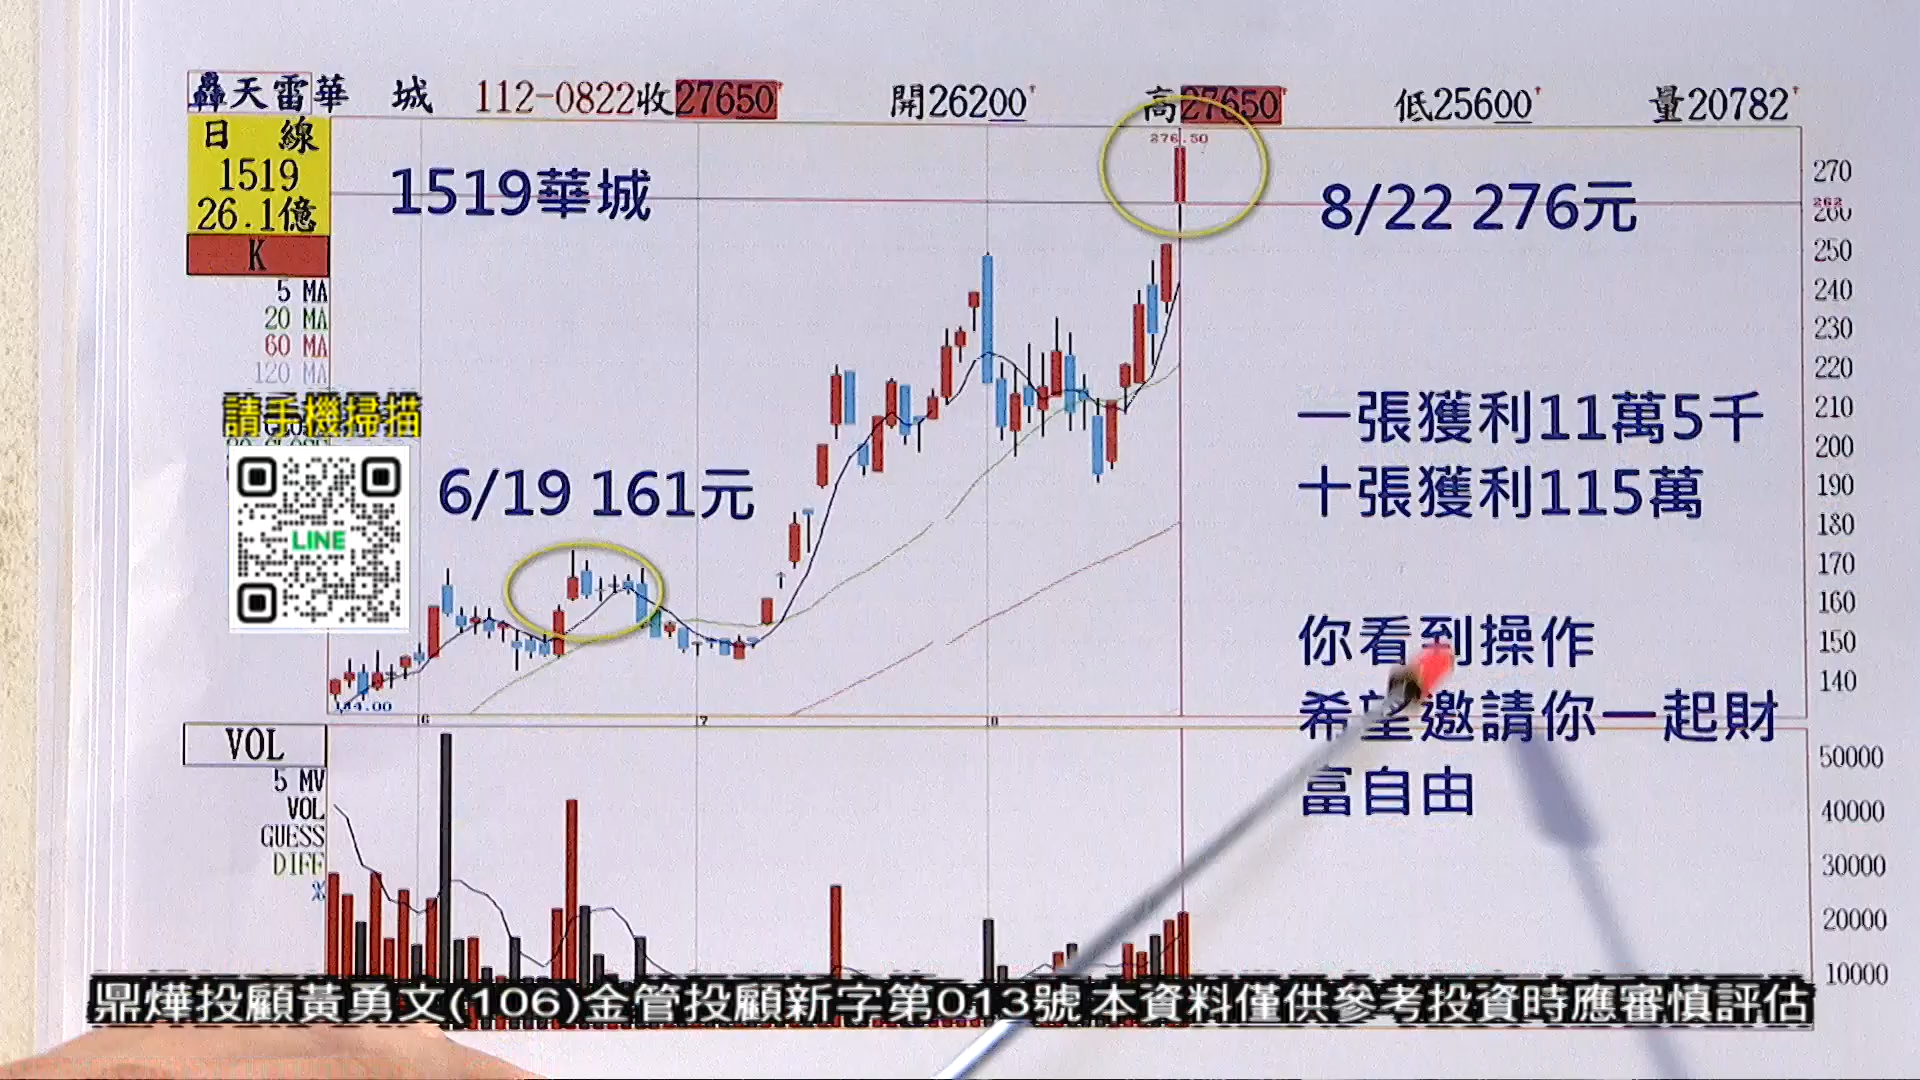 轟天雷華 城 112-0822收27650 開26200 高27650 低25600 量20782
日 線
1519
26.1億
K
5 MA
20 MA
60 MA
120 MA
請手機掃描
LINE
1519華城
276.50
8/22 276元
6/19 161元
一張獲利11萬5千
十張獲利115萬
你看到操作
希望邀請你一起財
富自由
270
262
260
250
240
230
220
210
200
190
180
170
160
150
140
6 7 8
VOL
5 MV
VOL
GUESS
DIFF
%
50000
40000
30000
20000
10000
鼎燁投顧黃勇文(106)金管投顧新字第013號 本資料僅供參考投資時應審慎評估